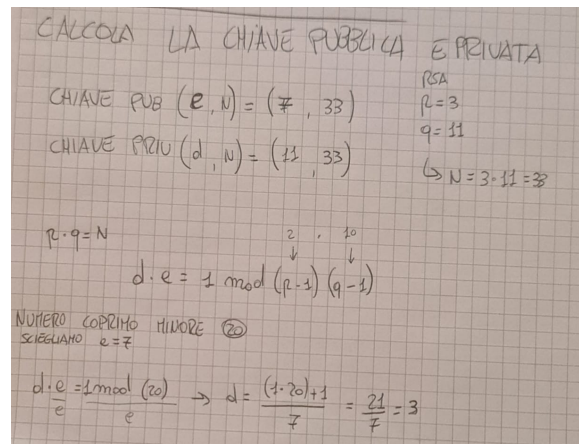 CALCOLA LA CHIAVE PUBBLICA E PRIVATA
RSA
CHIAVE PUB (e, N) = (7, 33)
p=3
q=11
CHIAVE PRIV (d, N) = (11, 33)
↳ N = 3·11 = 33
p·q=N
2 · 10
↓ ↓
d·e = 1 mod (p-1)(q-1)
NUMERO COPRIMO MINORE 20
SCIEGLIAMO e=7
d·e/e = 1 mod (20)/e → d = (1·20)+1/7 = 21/7 = 3